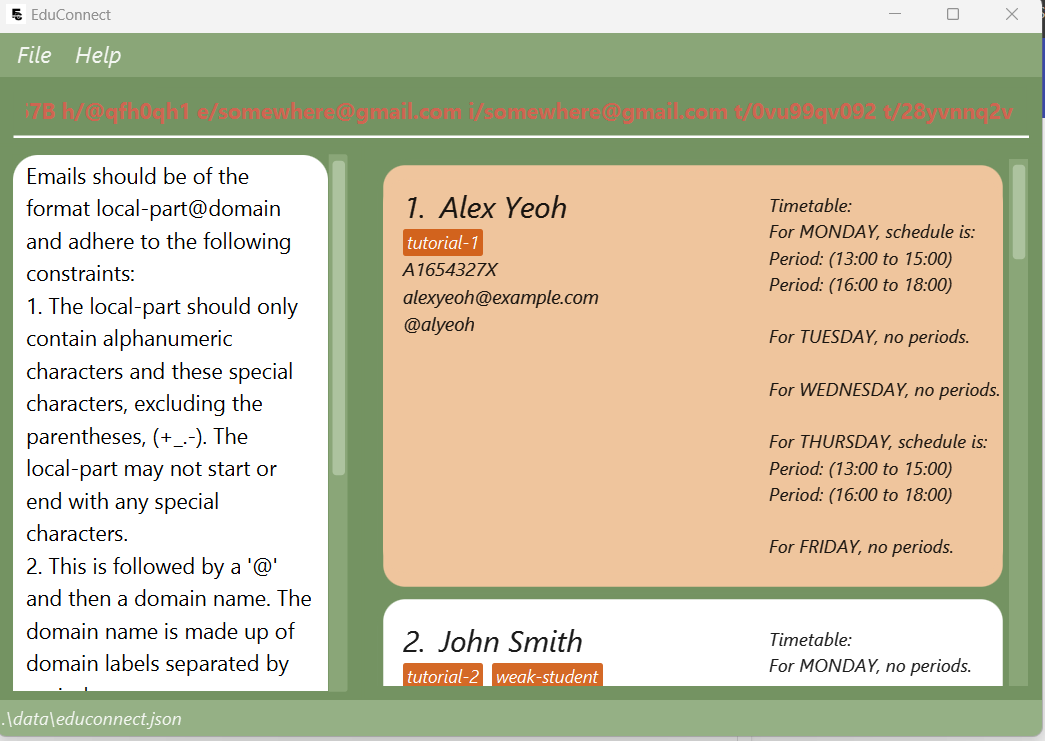 EduConnect
File Help
7B h/@qfh0qh1 e/somewhere@gmail.com i/somewhere@gmail.com t/0vu99qv092 t/28yvnnq2v
Emails should be of the
format local-part@domain
and adhere to the following
constraints:
1. The local-part should only
contain alphanumeric
characters and these special
characters, excluding the
parentheses, (+_.-). The
local-part may not start or
end with any special
characters.
2. This is followed by a '@'
and then a domain name. The
domain name is made up of
domain labels separated by
1. Alex Yeoh
tutorial-1
A1654327X
alexyeoh@example.com
@alyeoh
Timetable:
For MONDAY, schedule is:
Period: (13:00 to 15:00)
Period: (16:00 to 18:00)
For TUESDAY, no periods.
For WEDNESDAY, no periods.
For THURSDAY, schedule is:
Period: (13:00 to 15:00)
Period: (16:00 to 18:00)
For FRIDAY, no periods.
2. John Smith
tutorial-2 weak-student
Timetable:
For MONDAY, no periods.
.\data\educonnect.json